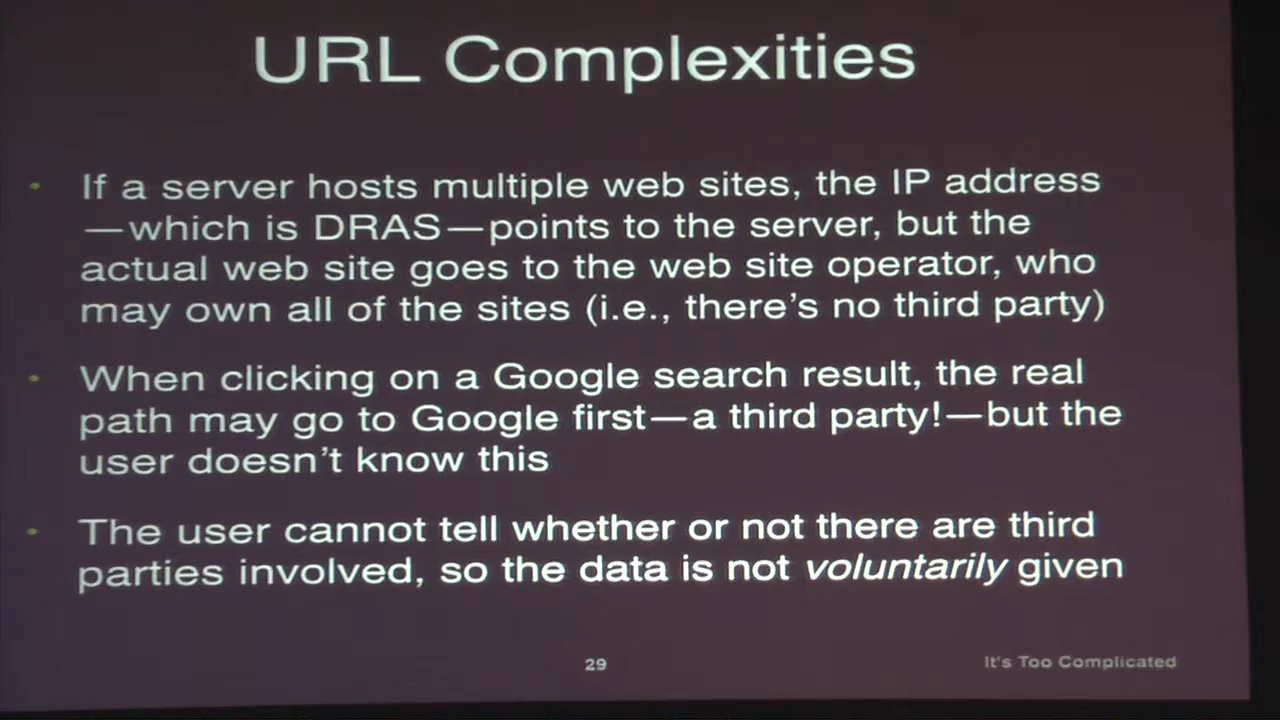 URL Complexities
• If a server hosts multiple web sites, the IP address
—which is DRAS—points to the server, but the
actual web site goes to the web site operator, who
may own all of the sites (i.e., there's no third party)
• When clicking on a Google search result, the real
path may go to Google first—a third party!—but the
user doesn't know this
• The user cannot tell whether or not there are third
parties involved, so the data is not voluntarily given
29
It's Too Complicated